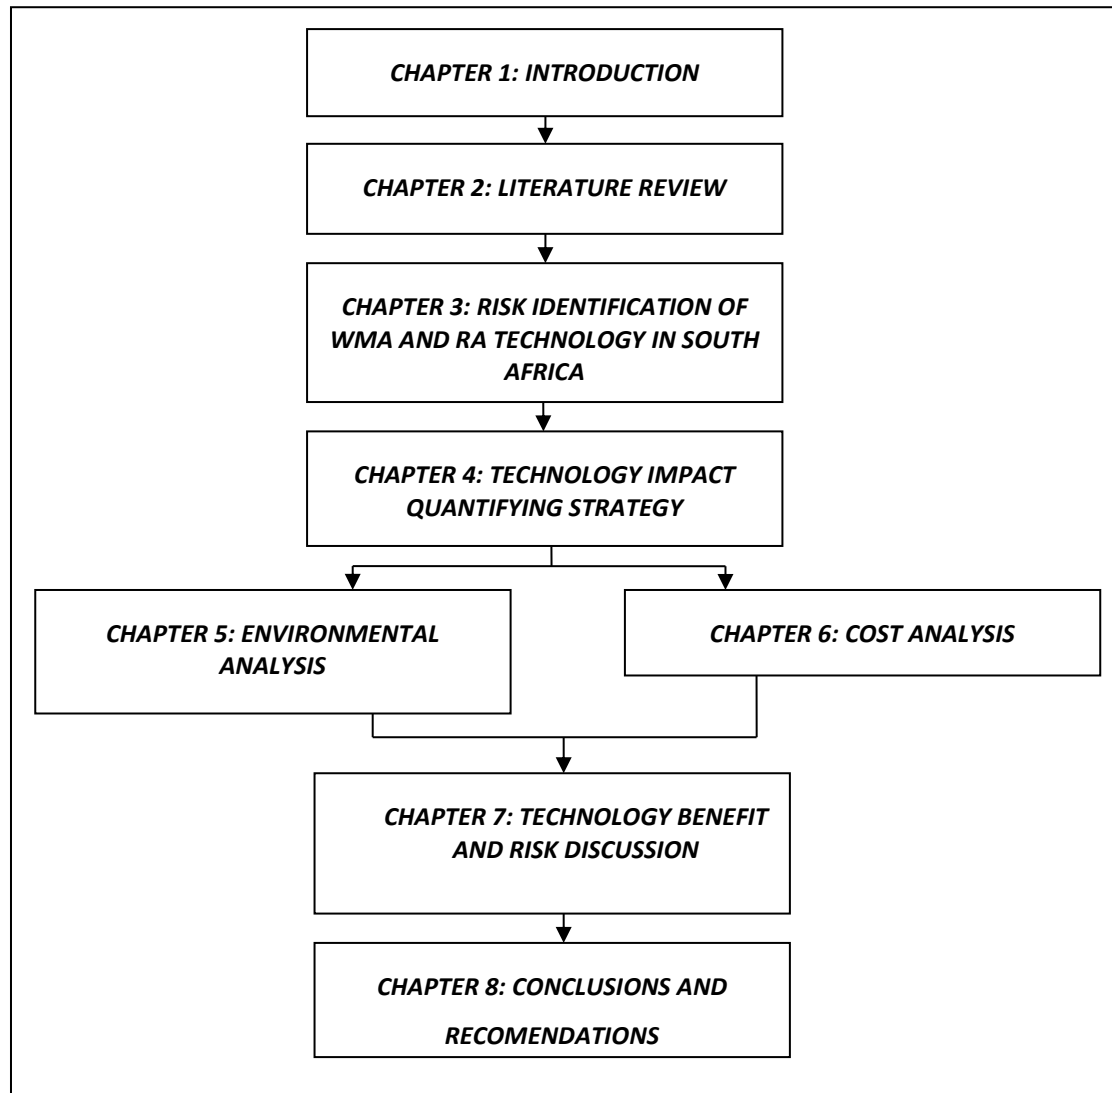 CHAPTER 1: INTRODUCTION
CHAPTER 2: LITERATURE REVIEW
CHAPTER 3: RISK IDENTIFICATION OF
WMA AND RA TECHNOLOGY IN SOUTH
AFRICA
CHAPTER 4: TECHNOLOGY IMPACT
QUANTIFYING STRATEGY
CHAPTER 5: ENVIRONMENTAL
ANALYSIS
CHAPTER 6: COST ANALYSIS
CHAPTER 7: TECHNOLOGY BENEFIT
AND RISK DISCUSSION
CHAPTER 8: CONCLUSIONS AND
RECOMENDATIONS